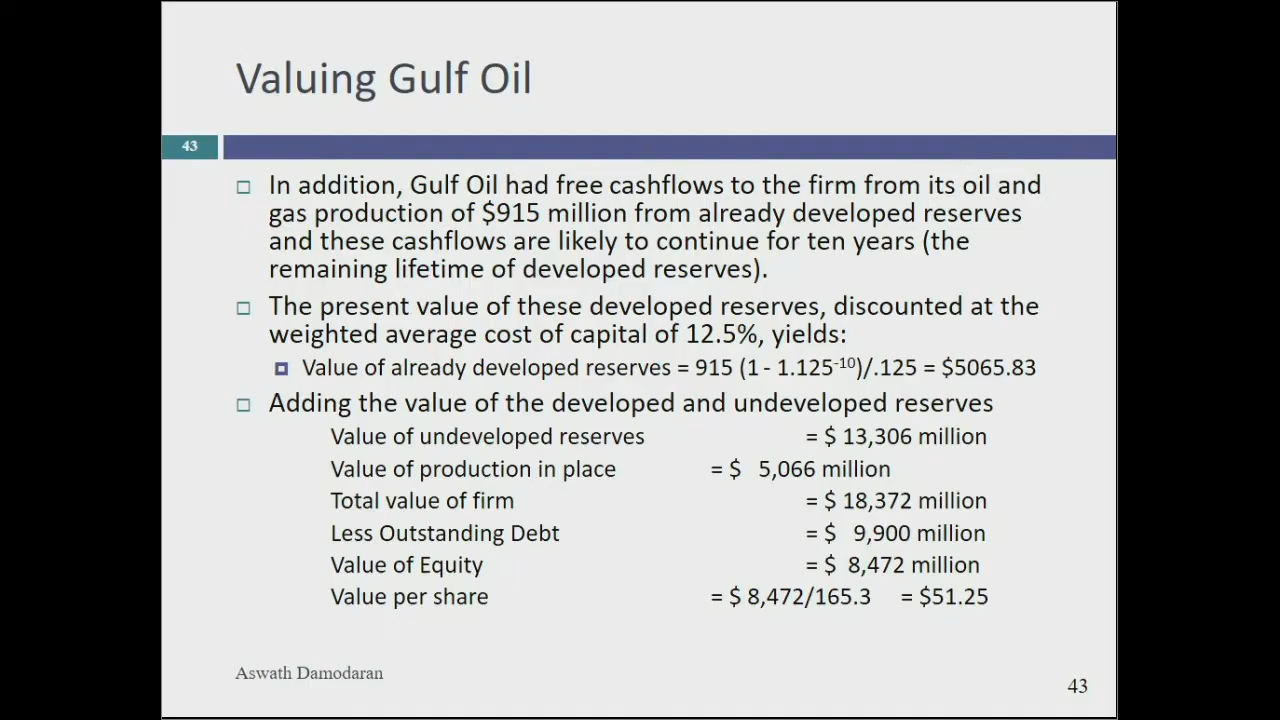 Valuing Gulf Oil
43
In addition, Gulf Oil had free cashflows to the firm from its oil and
gas production of $915 million from already developed reserves
and these cashflows are likely to continue for ten years (the
remaining lifetime of developed reserves).
The present value of these developed reserves, discounted at the
weighted average cost of capital of 12.5%, yields:
Value of already developed reserves = 915 (1 - 1.125⁻¹⁰)/.125 = $5065.83
Adding the value of the developed and undeveloped reserves
Value of undeveloped reserves = $ 13,306 million
Value of production in place = $ 5,066 million
Total value of firm = $ 18,372 million
Less Outstanding Debt = $ 9,900 million
Value of Equity = $ 8,472 million
Value per share = $ 8,472/165.3 = $51.25
Aswath Damodaran
43